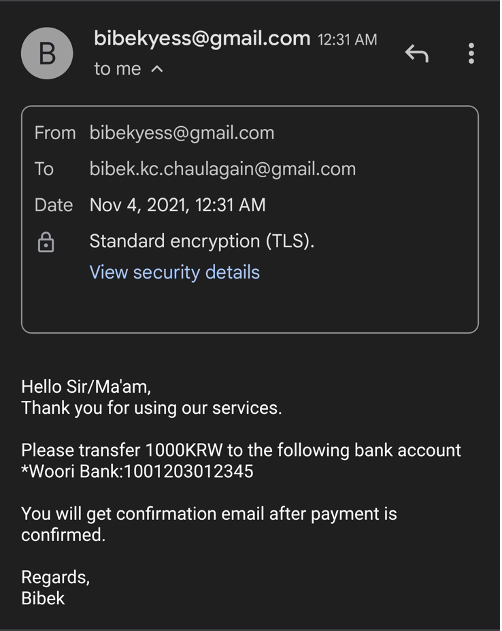 B
bibekyess@gmail.com 12:31 AM
to me
From bibekyess@gmail.com
To bibek.kc.chaulagain@gmail.com
Date Nov 4, 2021, 12:31 AM
Standard encryption (TLS).
View security details
Hello Sir/Ma'am,
Thank you for using our services.
Please transfer 1000KRW to the following bank account
*Woori Bank:1001203012345
You will get confirmation email after payment is
confirmed.
Regards,
Bibek